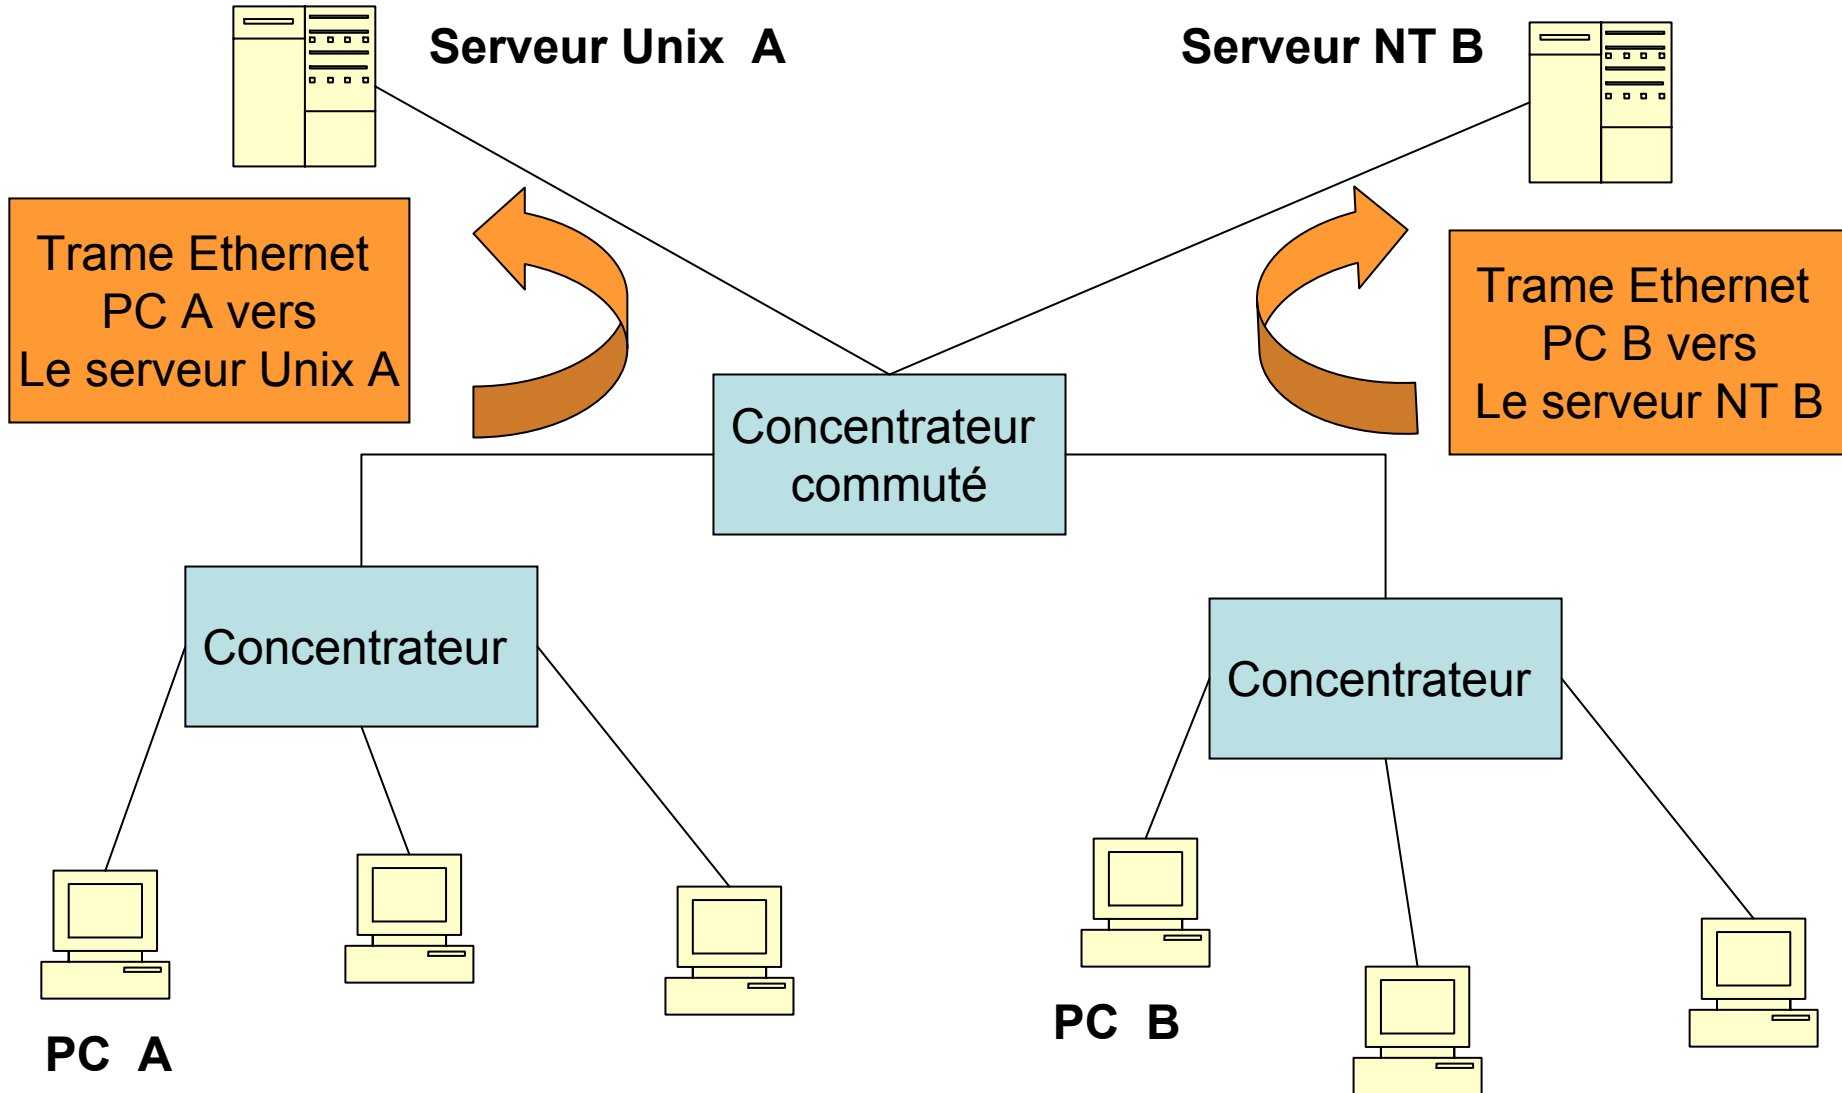 Serveur Unix A
Serveur NT B
Trame Ethernet
PC A vers
Le serveur Unix A
Trame Ethernet
PC B vers
Le serveur NT B
Concentrateur
commuté
Concentrateur
Concentrateur
PC A
PC B